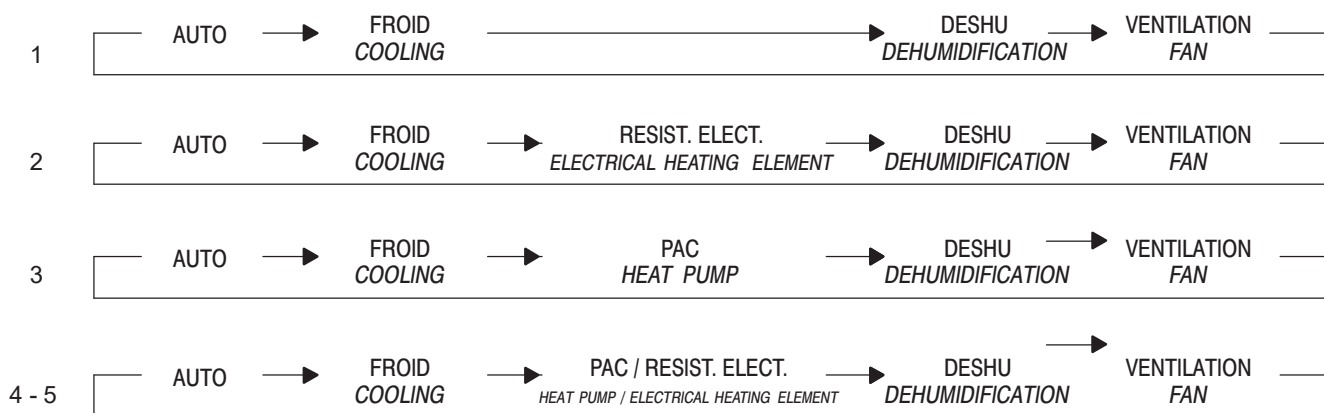 1 AUTO FROID DESHU VENTILATION
COOLING DEHUMIDIFICATION FAN
2 AUTO FROID RESIST. ELECT. DESHU VENTILATION
COOLING ELECTRICAL HEATING ELEMENT DEHUMIDIFICATION FAN
3 AUTO FROID PAC DESHU VENTILATION
COOLING HEAT PUMP DEHUMIDIFICATION FAN
4 - 5 AUTO FROID PAC / RESIST. ELECT. DESHU VENTILATION
COOLING HEAT PUMP / ELECTRICAL HEATING ELEMENT DEHUMIDIFICATION FAN